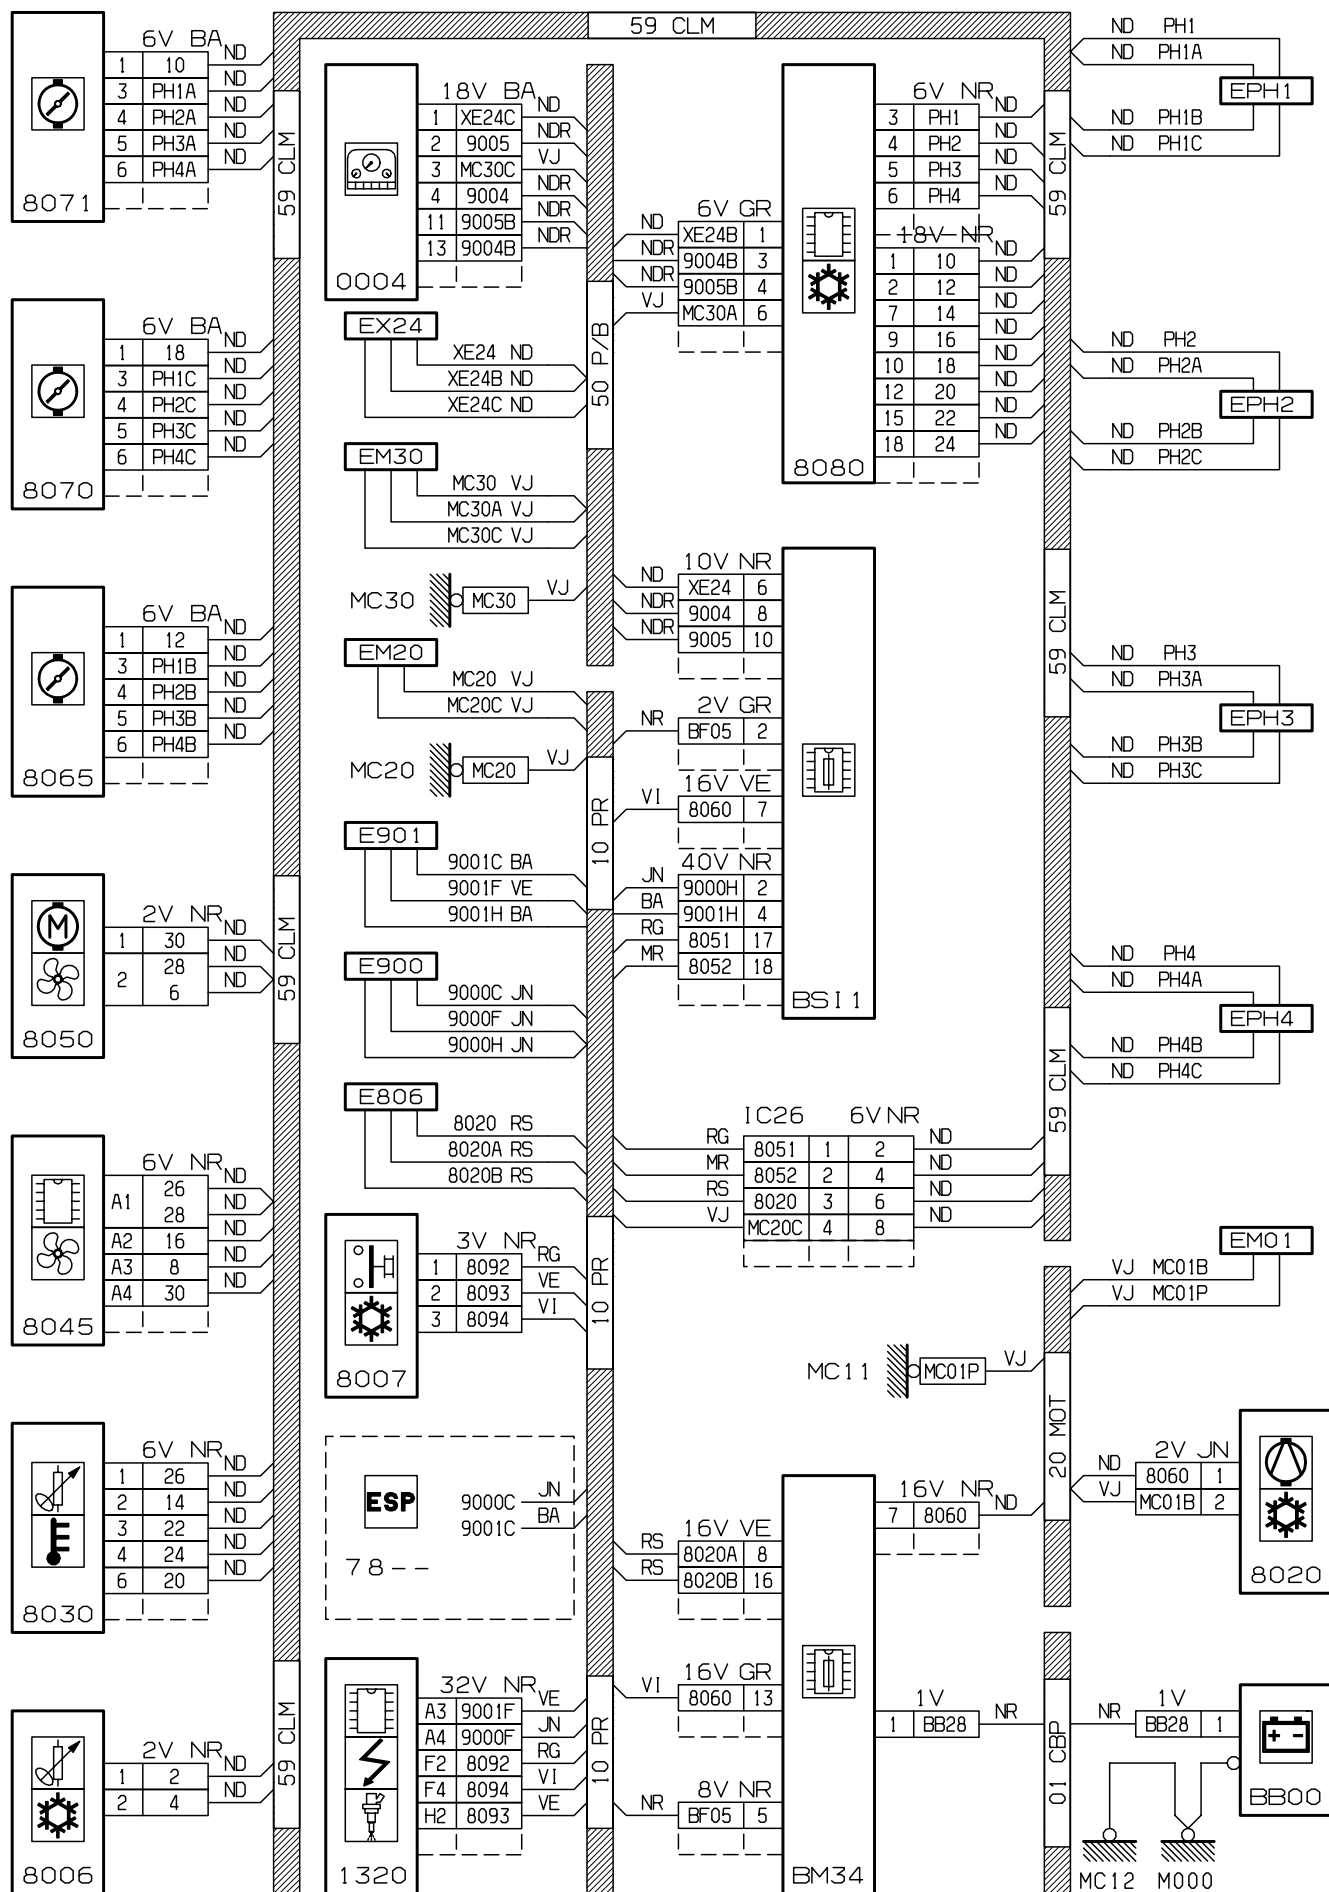 59 CLM
6V BA
1 10 ND
3 PH1A ND
4 PH2A ND
5 PH3A ND
6 PH4A ND
8071
59 CLM
6V BA
1 18 ND
3 PH1C ND
4 PH2C ND
5 PH3C ND
6 PH4C ND
8070
6V BA
1 12 ND
3 PH1B ND
4 PH2B ND
5 PH3B ND
6 PH4B ND
8065
2V NR
1 30 ND
2 28 ND
6 ND
8050
59 CLM
6V NR
A1 26 ND
28 ND
A2 16 ND
A3 8 ND
A4 30 ND
8045
6V NR
1 26 ND
2 14 ND
3 22 ND
4 24 ND
6 20 ND
8030
2V NR
1 2 ND
2 4 ND
8006
59 CLM
18V BA
1 XE24C ND
2 9005 NDR
3 MC30C VJ
4 9004 NDR
11 9005B NDR
13 9004B NDR
0004
EX24
XE24 ND
XE24B ND
XE24C ND
50 P/B
EM30
MC30 VJ
MC30A VJ
MC30C VJ
MC30 MC30 VJ
EM20
MC20 VJ
MC20C VJ
MC20 MC20 VJ
10 PR
E901
9001C BA
9001F VE
9001H BA
E900
9000C JN
9000F JN
9000H JN
E806
8020 RS
8020A RS
8020B RS
3V NR
1 8092 RG
2 8093 VE
3 8094 VI
8007
10 PR
ESP
9000C JN
9001C BA
78--
32V NR
A3 9001F VE
A4 9000F JN
F2 8092 RG
F4 8094 VI
H2 8093 VE
1320
10 PR
6V GR
ND XE24B 1
NDR 9004B 3
NDR 9005B 4
VJ MC30A 6
6V NR
3 PH1 ND
4 PH2 ND
5 PH3 ND
6 PH4 ND
18V NR
1 10 ND
2 12 ND
7 14 ND
9 16 ND
10 18 ND
12 20 ND
15 22 ND
18 24 ND
8080
10V NR
ND XE24 6
NDR 9004 8
NDR 9005 10
2V GR
NR BF05 2
16V VE
VI 8060 7
40V NR
JN 9000H 2
BA 9001H 4
RG 8051 17
MR 8052 18
BSI1
IC26 6V NR
RG 8051 1 2 ND
MR 8052 2 4 ND
RS 8020 3 6 ND
VJ MC20C 4 8 ND
MC11 MC01P VJ
16V NR
7 8060 ND
16V VE
RS 8020A 8
RS 8020B 16
16V GR
VI 8060 13
1V
1 BB28 NR
8V NR
NR BF05 5
BM34
59 CLM
59 CLM
59 CLM
20 MOT
01 CBP
ND PH1
ND PH1A
EPH1
ND PH1B
ND PH1C
ND PH2
ND PH2A
EPH2
ND PH2B
ND PH2C
ND PH3
ND PH3A
EPH3
ND PH3B
ND PH3C
ND PH4
ND PH4A
EPH4
ND PH4B
ND PH4C
EM01
VJ MC01B
VJ MC01P
2V JN
ND 8060 1
VJ MC01B 2
8020
1V
NR BB28 1
+ -
BB00
MC12 M000